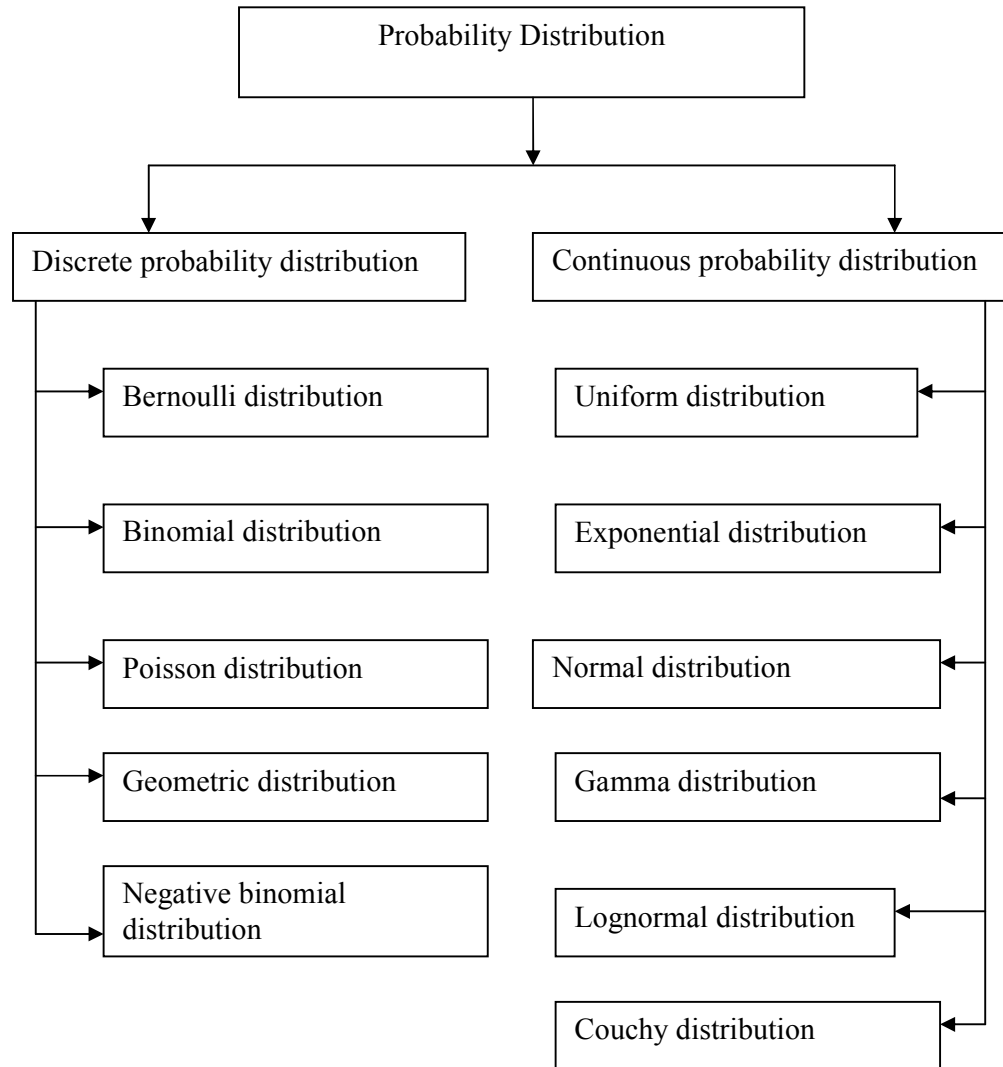 Probability Distribution
Discrete probability distribution
Continuous probability distribution
Bernoulli distribution
Uniform distribution
Binomial distribution
Exponential distribution
Poisson distribution
Normal distribution
Geometric distribution
Gamma distribution
Negative binomial
distribution
Lognormal distribution
Couchy distribution